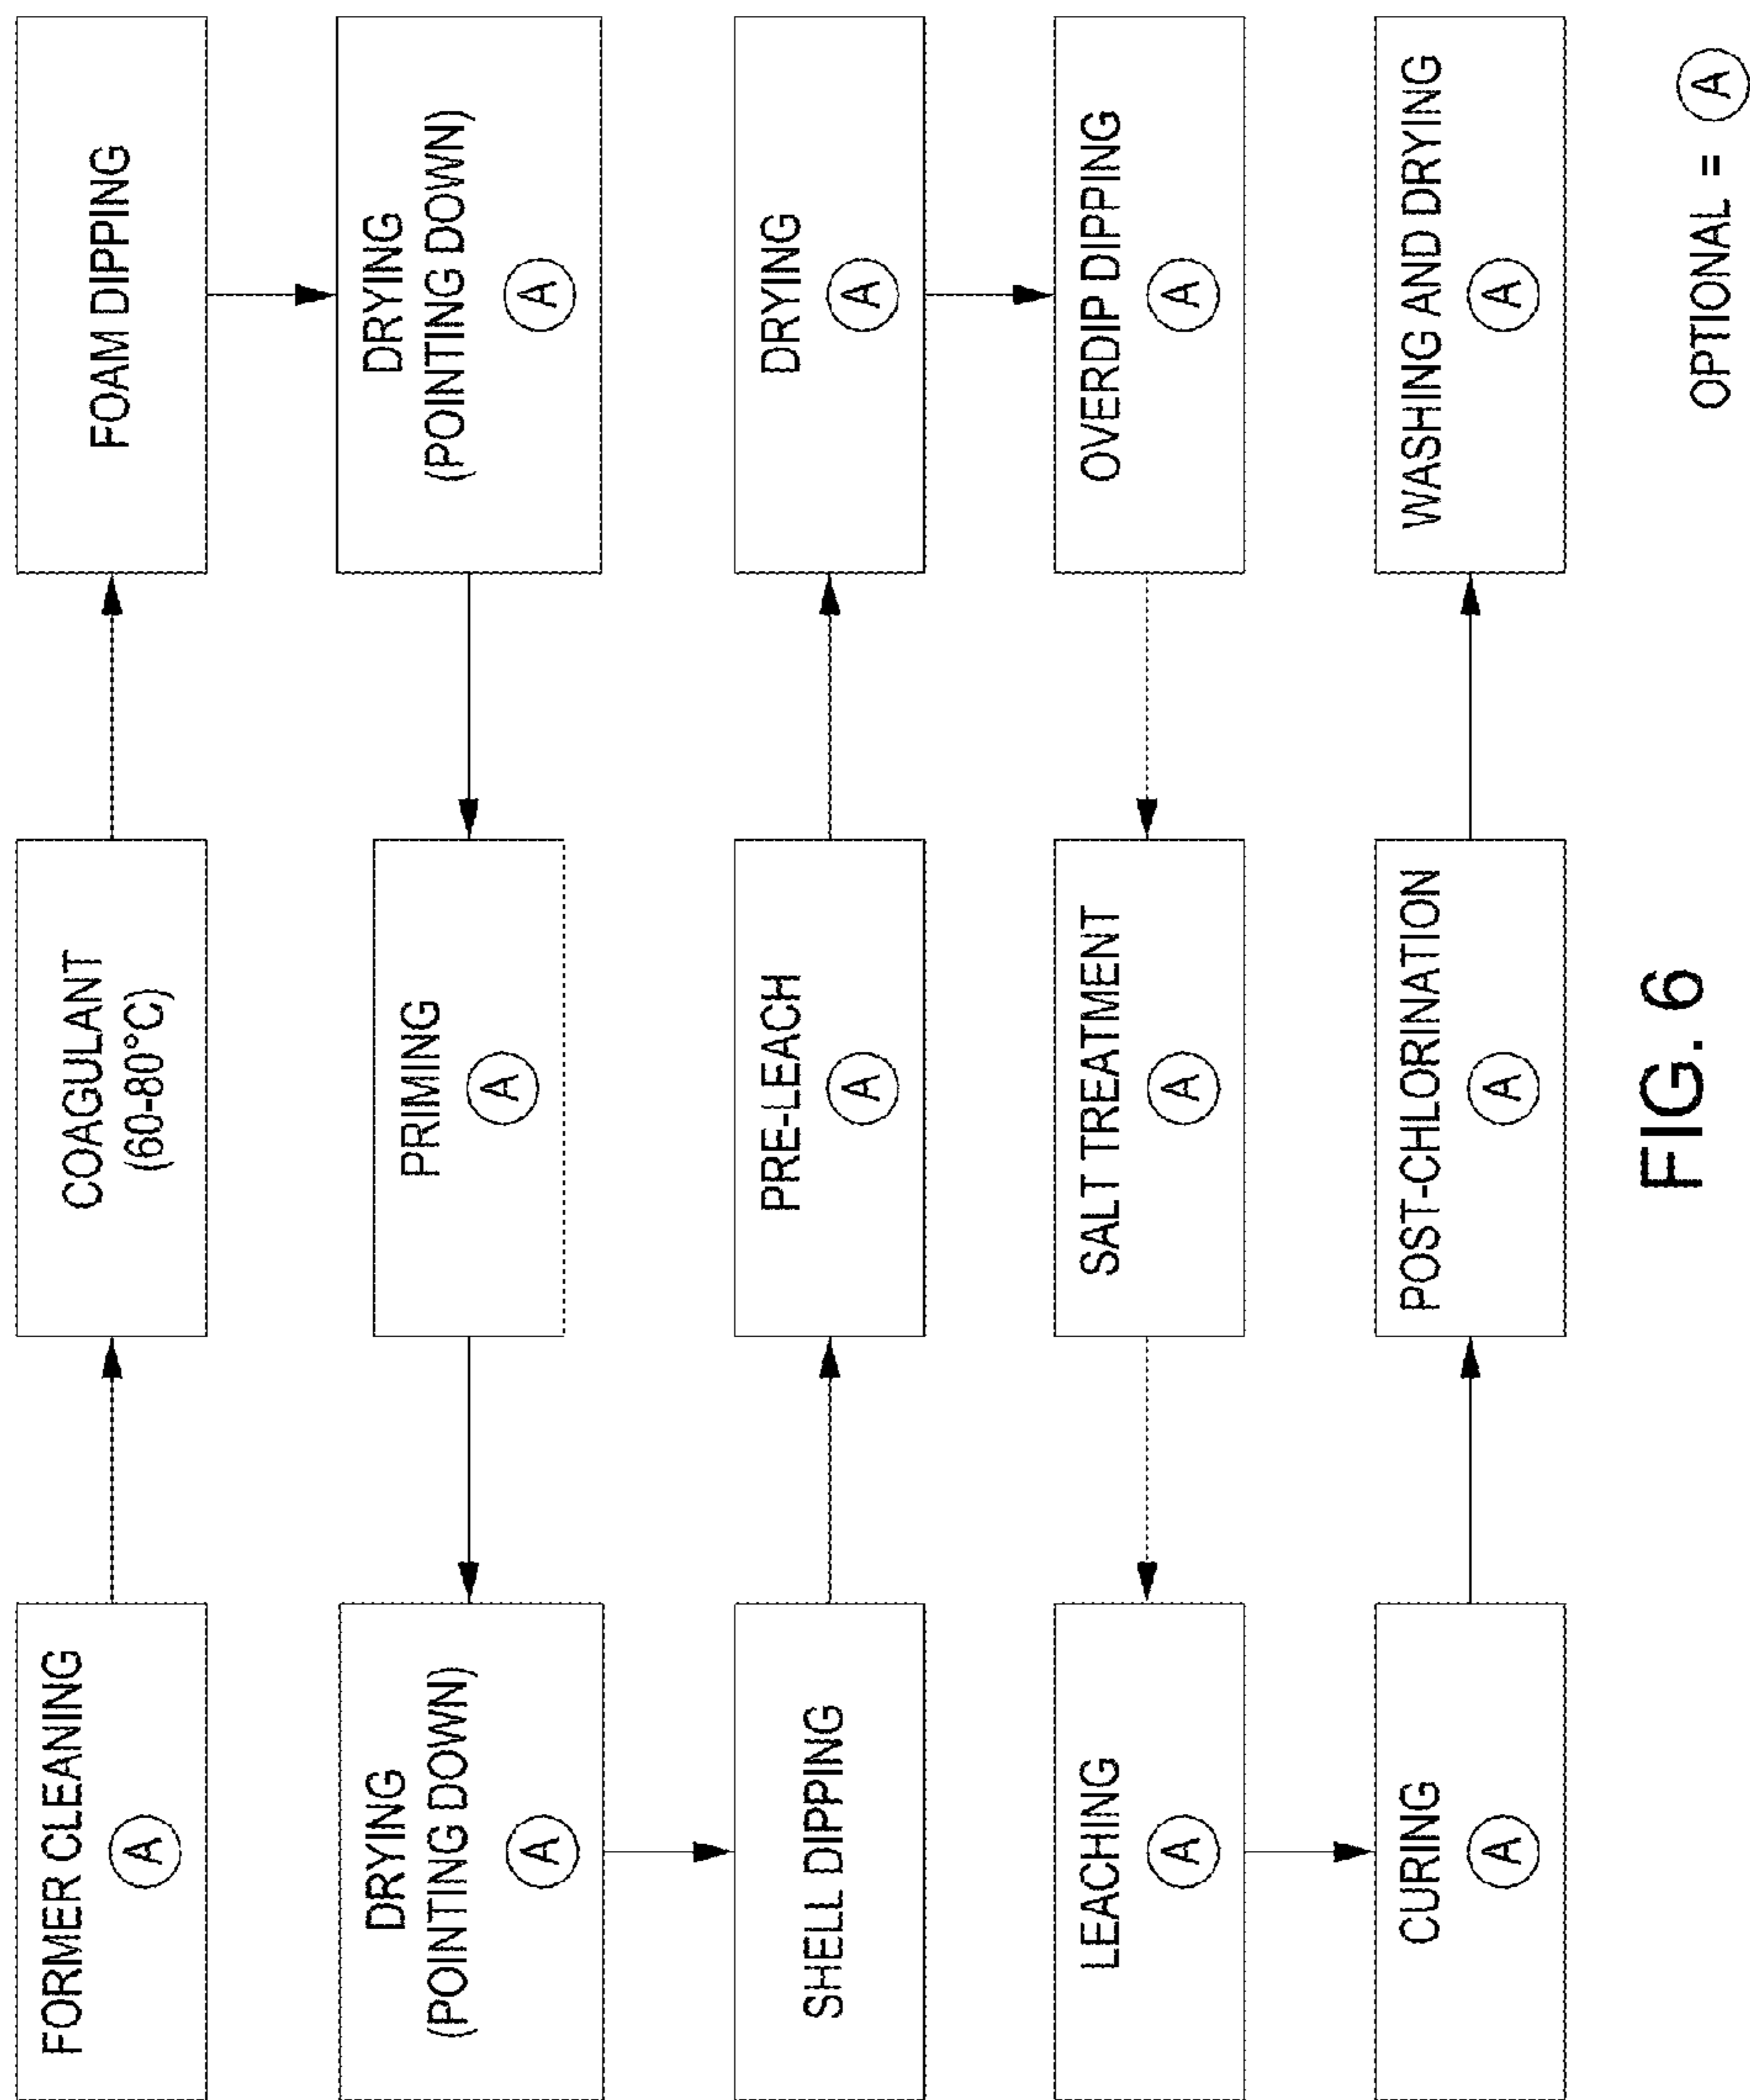 FORMER CLEANING
A
COAGULANT
(60-80°C)
FOAM DIPPING
DRYING
(POINTING DOWN)
A
PRIMING
A
DRYING
(POINTING DOWN)
A
SHELL DIPPING
PRE-LEACH
A
DRYING
A
OVERDIP DIPPING
A
SALT TREATMENT
A
LEACHING
A
CURING
A
POST-CHLORINATION
A
WASHING AND DRYING
A
FIG. 6
OPTIONAL = A